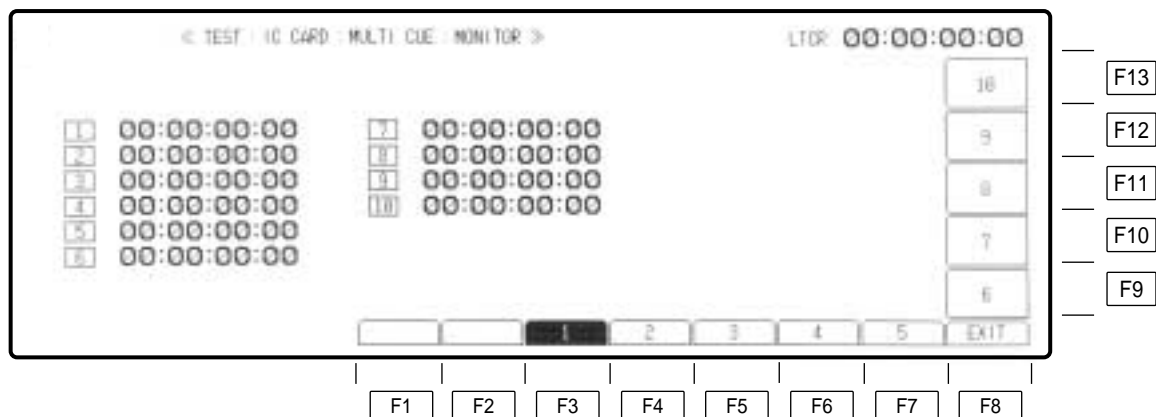 ≪ TEST : IC CARD : MULTI CUE : MONITOR ≫ LTCR 00:00:00:00
10 F13
1 00:00:00:00 7 00:00:00:00 9 F12
2 00:00:00:00 8 00:00:00:00
3 00:00:00:00 9 00:00:00:00 8 F11
4 00:00:00:00 10 00:00:00:00
5 00:00:00:00 7 F10
6 00:00:00:00
6 F9
1 2 3 4 5 EXIT
F1 F2 F3 F4 F5 F6 F7 F8